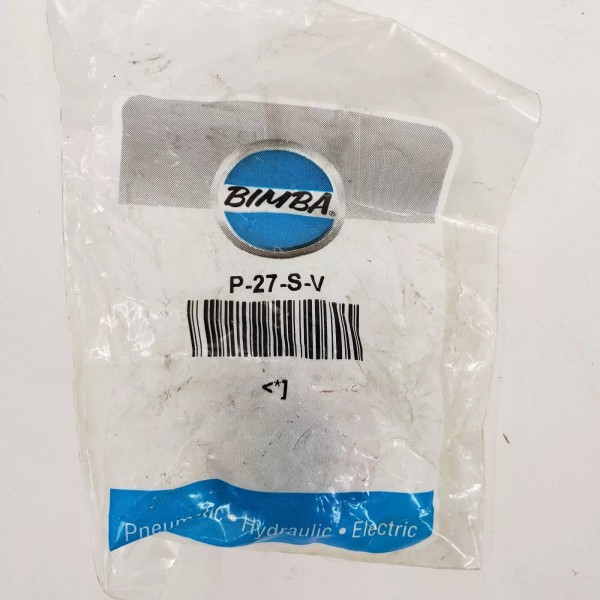 BIMBA®
P-27-S-V
<*]
Pneumatic • Hydraulic • Electric